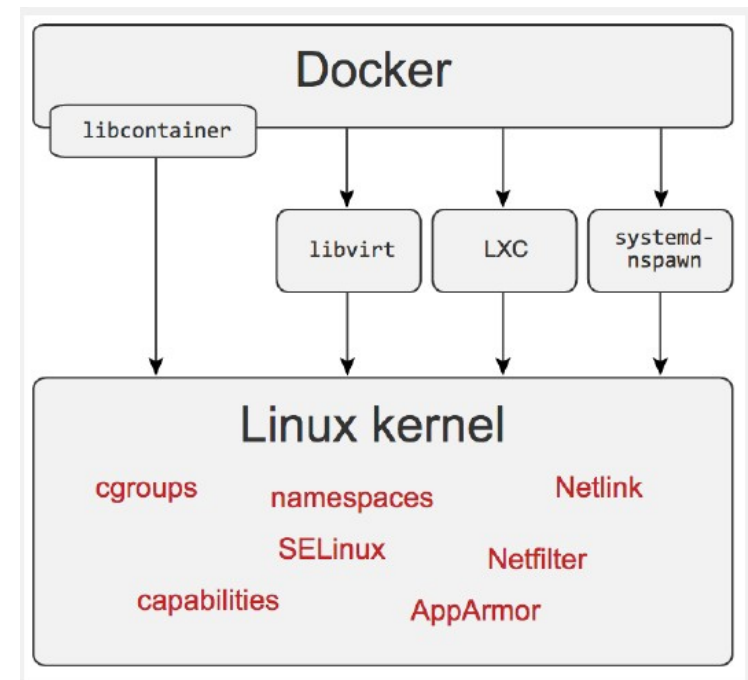 Docker
libcontainer
libvirt
LXC
systemd-
nspawn
Linux kernel
cgroups
namespaces
Netlink
SELinux
Netfilter
capabilities
AppArmor